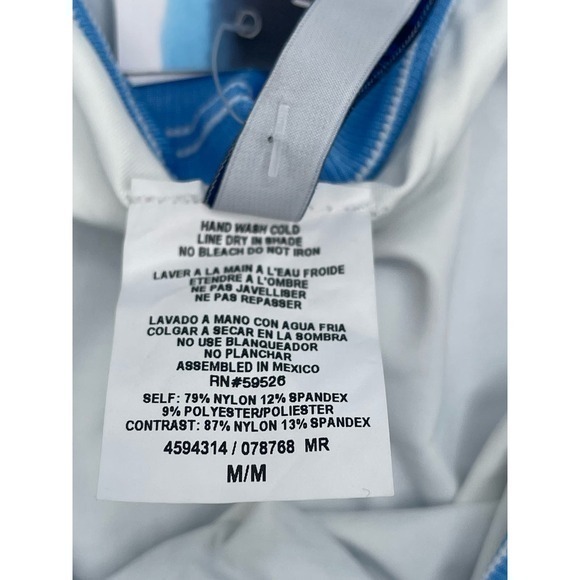 HAND WASH COLD
LINE DRY IN SHADE
NO BLEACH DO NOT IRON
LAVER A LA MAIN A L'EAU FROIDE
ETENDRE A L'OMBRE
NE PAS JAVELLISER
NE PAS REPASSER
LAVADO A MANO CON AGUA FRIA
COLGAR A SECAR EN LA SOMBRA
NO USE BLANQUEADOR
NO PLANCHAR
ASSEMBLED IN MEXICO
RN#59526
SELF: 79% NYLON 12% SPANDEX
9% POLYESTER/POLIESTER
CONTRAST: 87% NYLON 13% SPANDEX
4594314 / 078768 MR
M/M